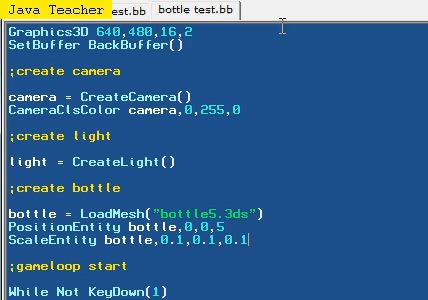 Java Teacher est.bb bottle test.bb
Graphics3D 640,480,16,2
SetBuffer BackBuffer()
;create camera
camera = CreateCamera()
CameraClsColor camera,0,255,0
;create light
light = CreateLight()
;create bottle
bottle = LoadMesh("bottle5.3ds")
PositionEntity bottle,0,0,5
ScaleEntity bottle,0.1,0.1,0.1
;gameloop start
While Not KeyDown(1)